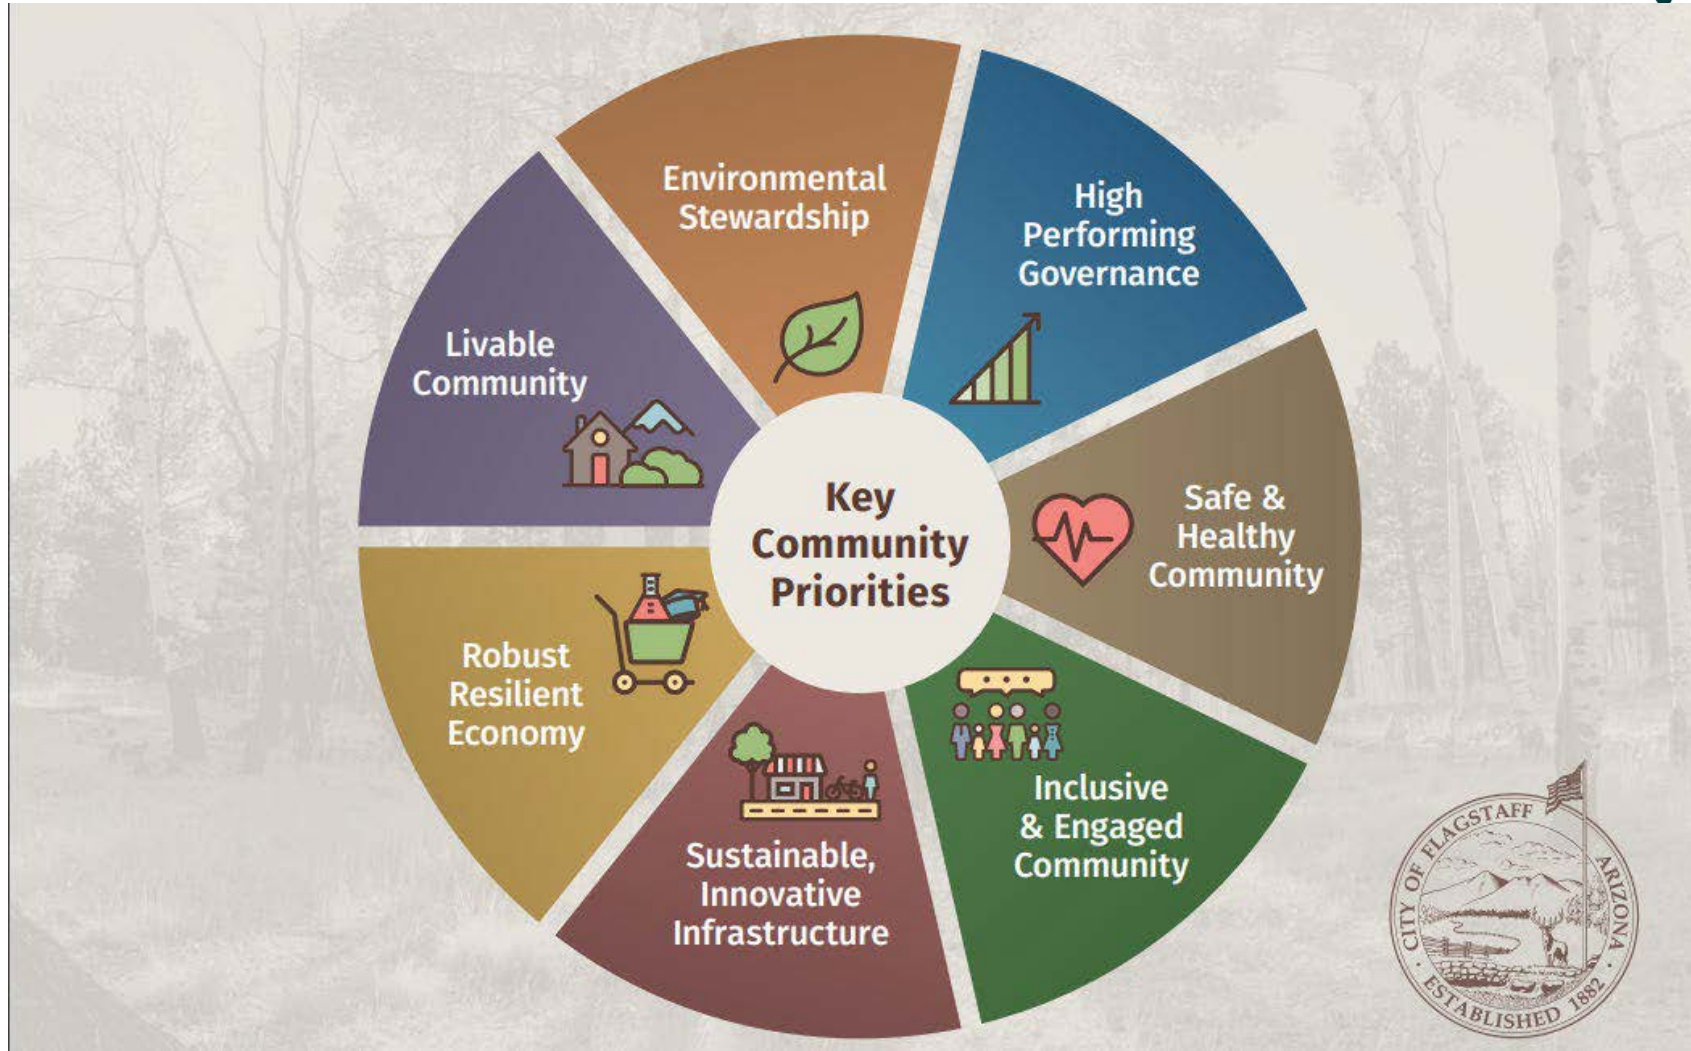 Environmental
Stewardship
High
Performing
Governance
Livable
Community
Key
Community
Priorities
Safe &
Healthy
Community
Robust
Resilient
Economy
Inclusive
& Engaged
Community
Sustainable,
Innovative
Infrastructure
CITY OF FLAGSTAFF ARIZONA
· ESTABLISHED 1882 ·